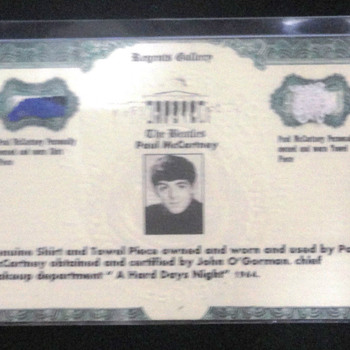 Regents Gallery
Paul McCartney Personally
owned and worn Shirt
Piece
The Beatles
Paul McCartney
Paul McCartney Personally
owned and worn Towel
Piece
enuine Shirt and Towel Piece owned and worn and used by Pa
cCartney obtained and certified by John O'Gorman, chief
akeup department " A Hard Days Night" 1964.